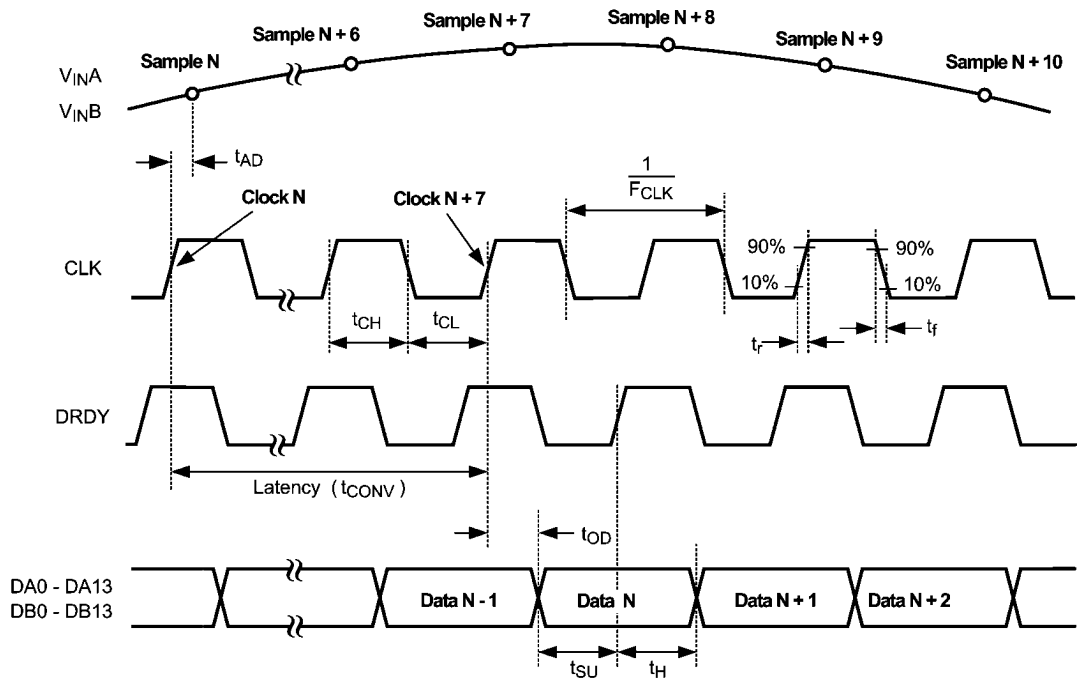 Sample N
Sample N + 6
Sample N + 7
Sample N + 8
Sample N + 9
Sample N + 10
VINA
VINB
tAD
Clock N
Clock N + 7
1
FCLK
CLK
90%
90%
10%
10%
tCH
tCL
tr
tf
DRDY
Latency (tCONV)
tOD
DA0 - DA13
DB0 - DB13
Data N - 1
Data N
Data N + 1
Data N + 2
tSU
tH